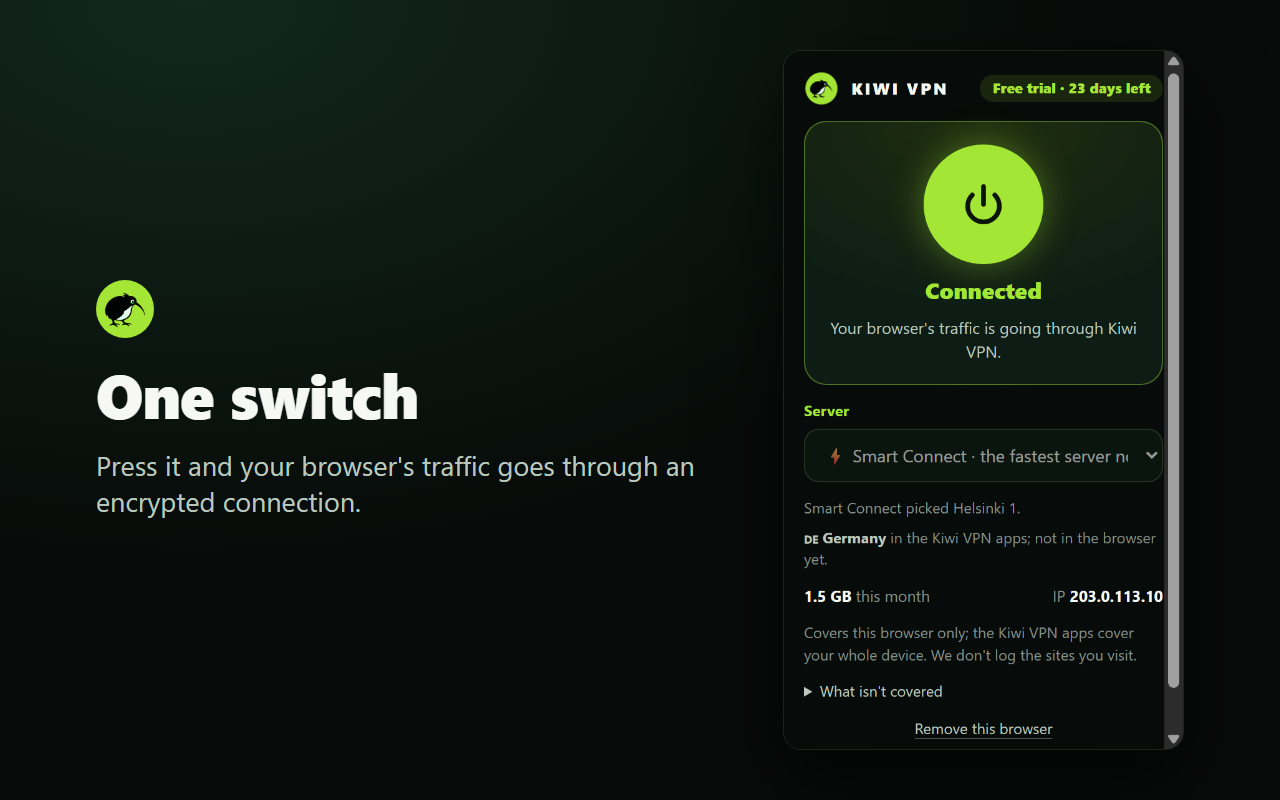 One switch
Press it and your browser's traffic goes through an
encrypted connection.
KIWI VPN
Free trial · 23 days left
Connected
Your browser's traffic is going through Kiwi
VPN.
Server
Smart Connect · the fastest server
Smart Connect picked Helsinki 1.
DE Germany in the Kiwi VPN apps; not in the browser
yet.
1.5 GB this month
IP 203.0.113.10
Covers this browser only; the Kiwi VPN apps cover
your whole device. We don't log the sites you visit.
What isn't covered
Remove this browser